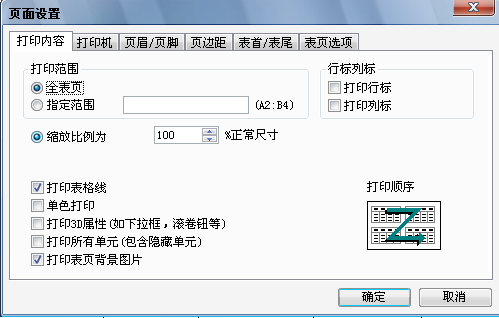 页面设置
打印内容 打印机 页眉/页脚 页边距 表首/表尾 表页选项
打印范围
全表页
指定范围 (A2:B4)
行标列标
打印行标
打印列标
缩放比例为 100 %正常尺寸
打印表格线
单色打印
打印3D属性(如下拉框，滚卷钮等)
打印所有单元(包含隐藏单元)
打印表页背景图片
打印顺序
确定 取消